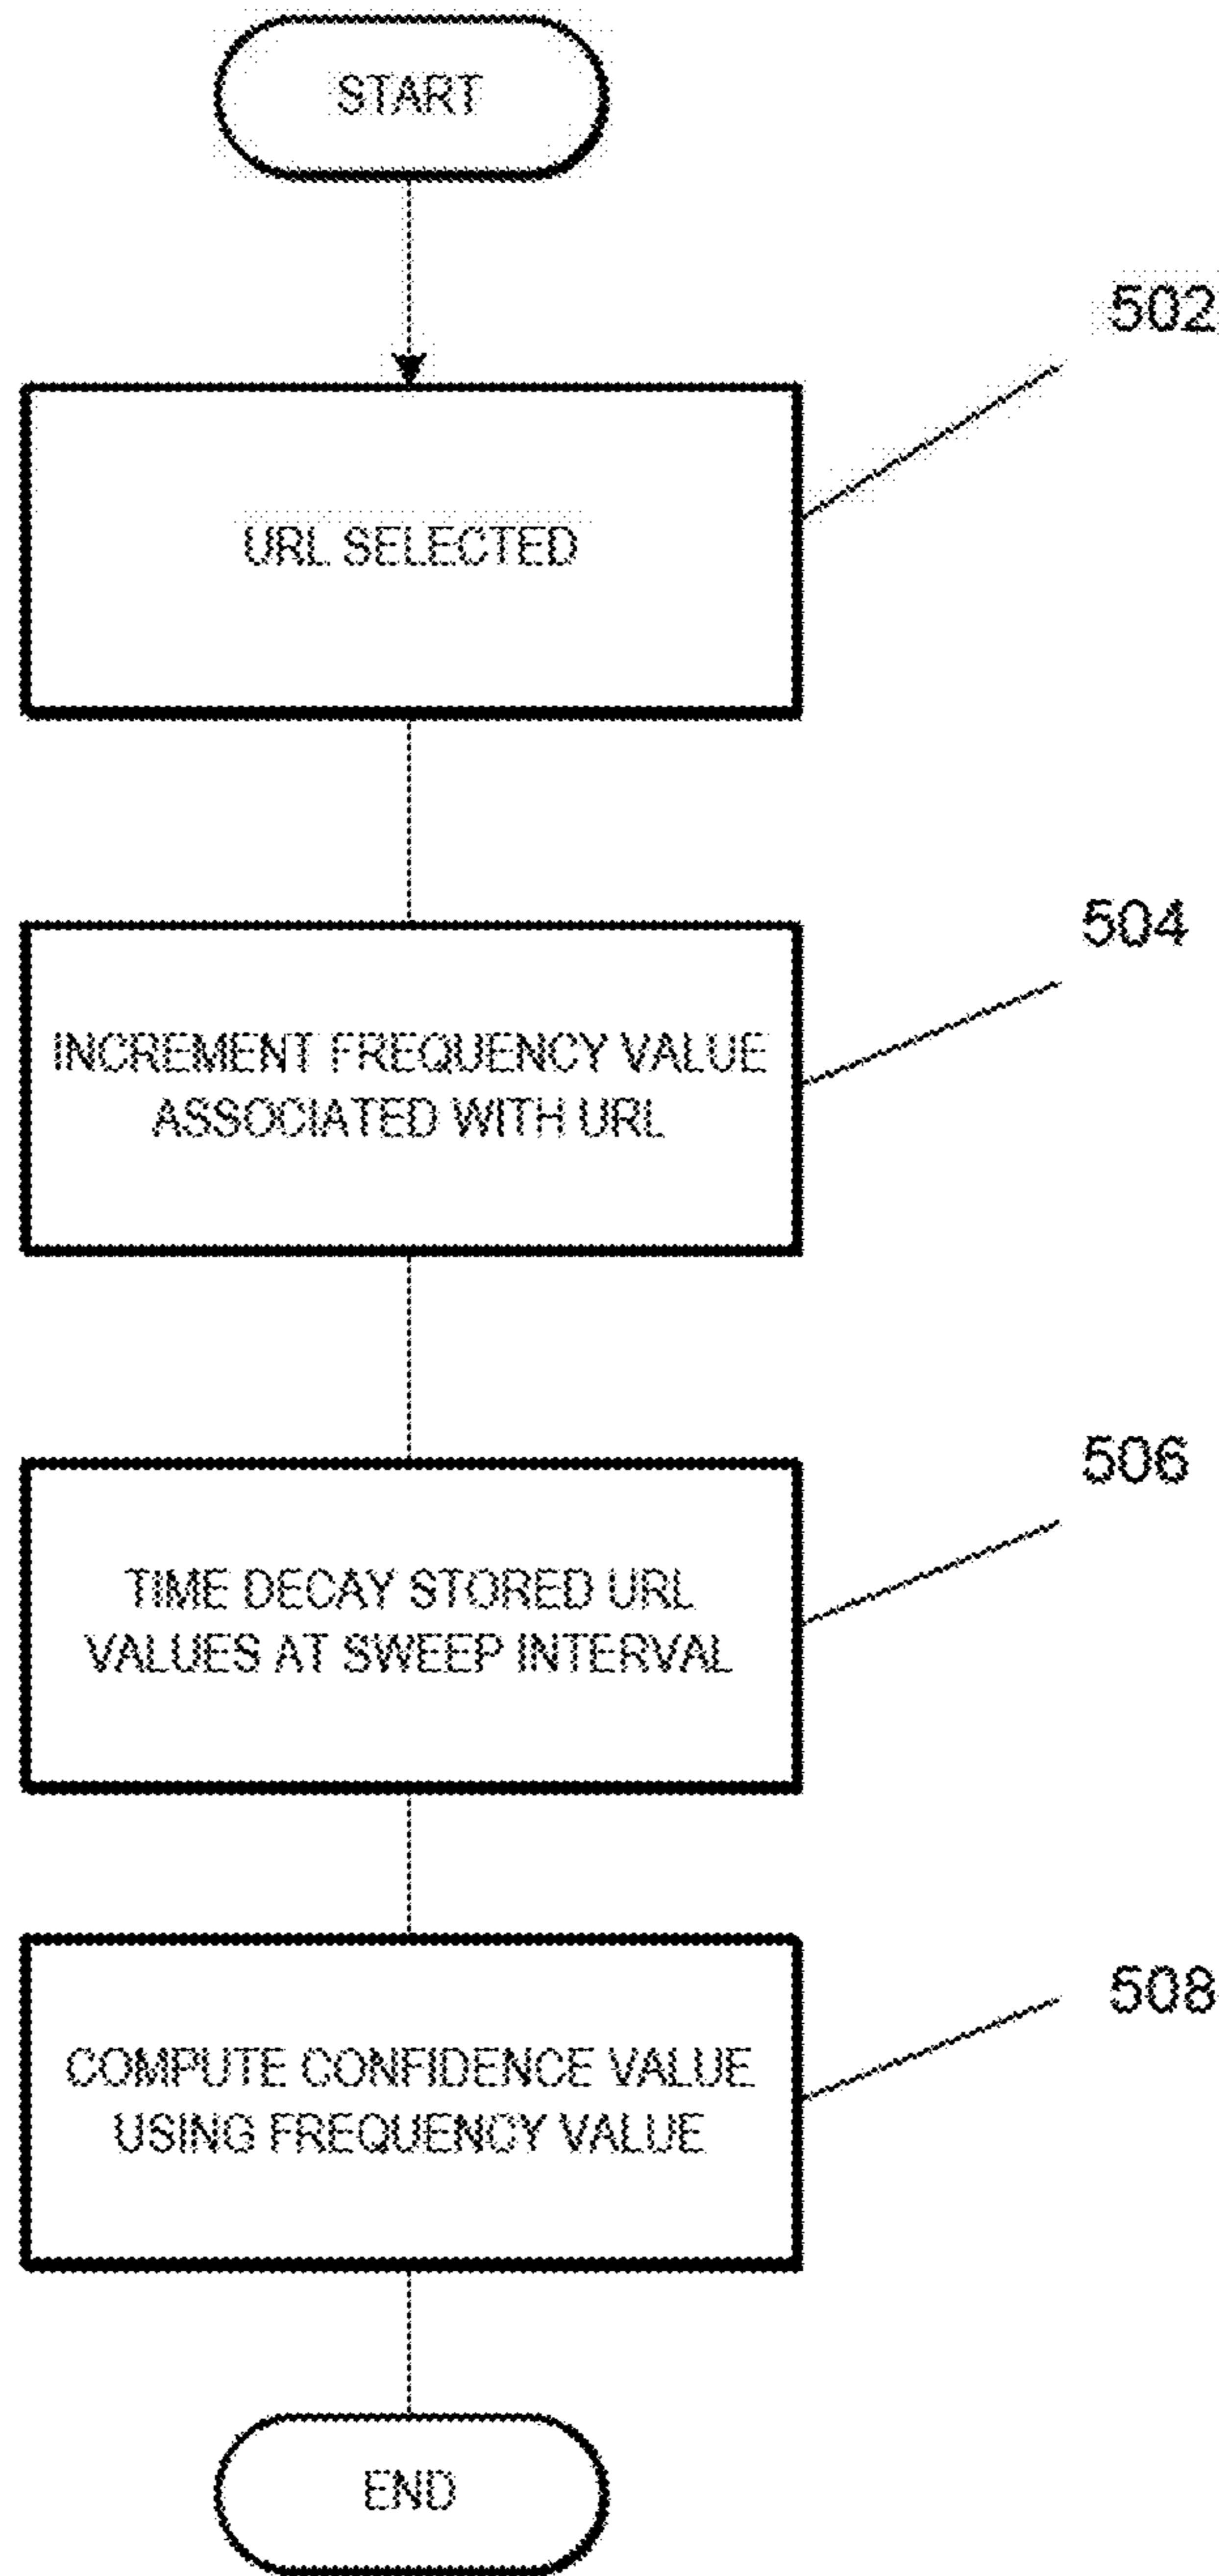 START
502
URL SELECTED
504
INCREMENT FREQUENCY VALUE
ASSOCIATED WITH URL
506
TIME DECAY STORED URL
VALUES AT SWEEP INTERVAL
508
COMPUTE CONFIDENCE VALUE
USING FREQUENCY VALUE
END